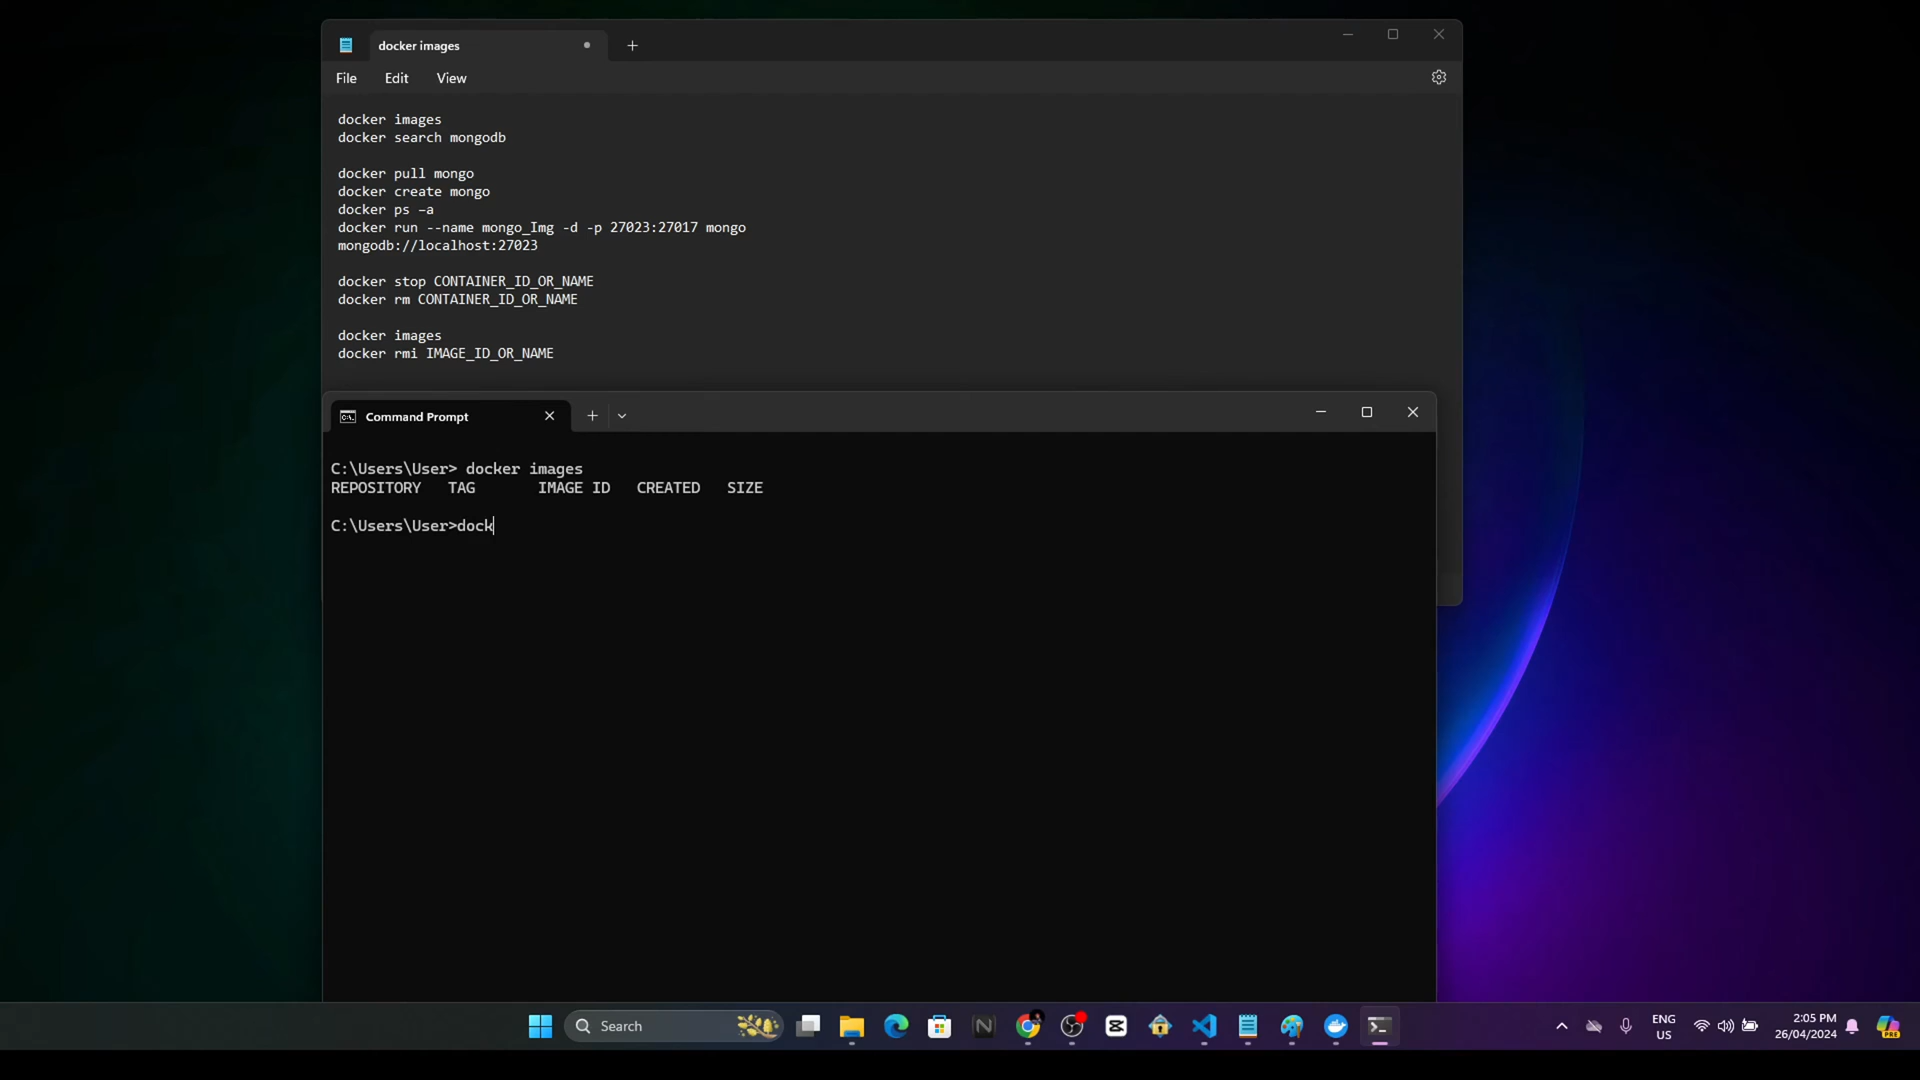 docker images
File Edit View
docker images
docker search mongodb
docker pull mongo
docker create mongo
docker ps –a
docker run --name mongo_Img -d -p 27023:27017 mongo
mongodb://localhost:27023
docker stop CONTAINER_ID_OR_NAME
docker rm CONTAINER_ID_OR_NAME
docker images
docker rmi IMAGE_ID_OR_NAME
Command Prompt
C:\Users\User> docker images
REPOSITORY TAG IMAGE ID CREATED SIZE
C:\Users\User>dock
Search
ENG
US
2:05 PM
26/04/2024
PRE